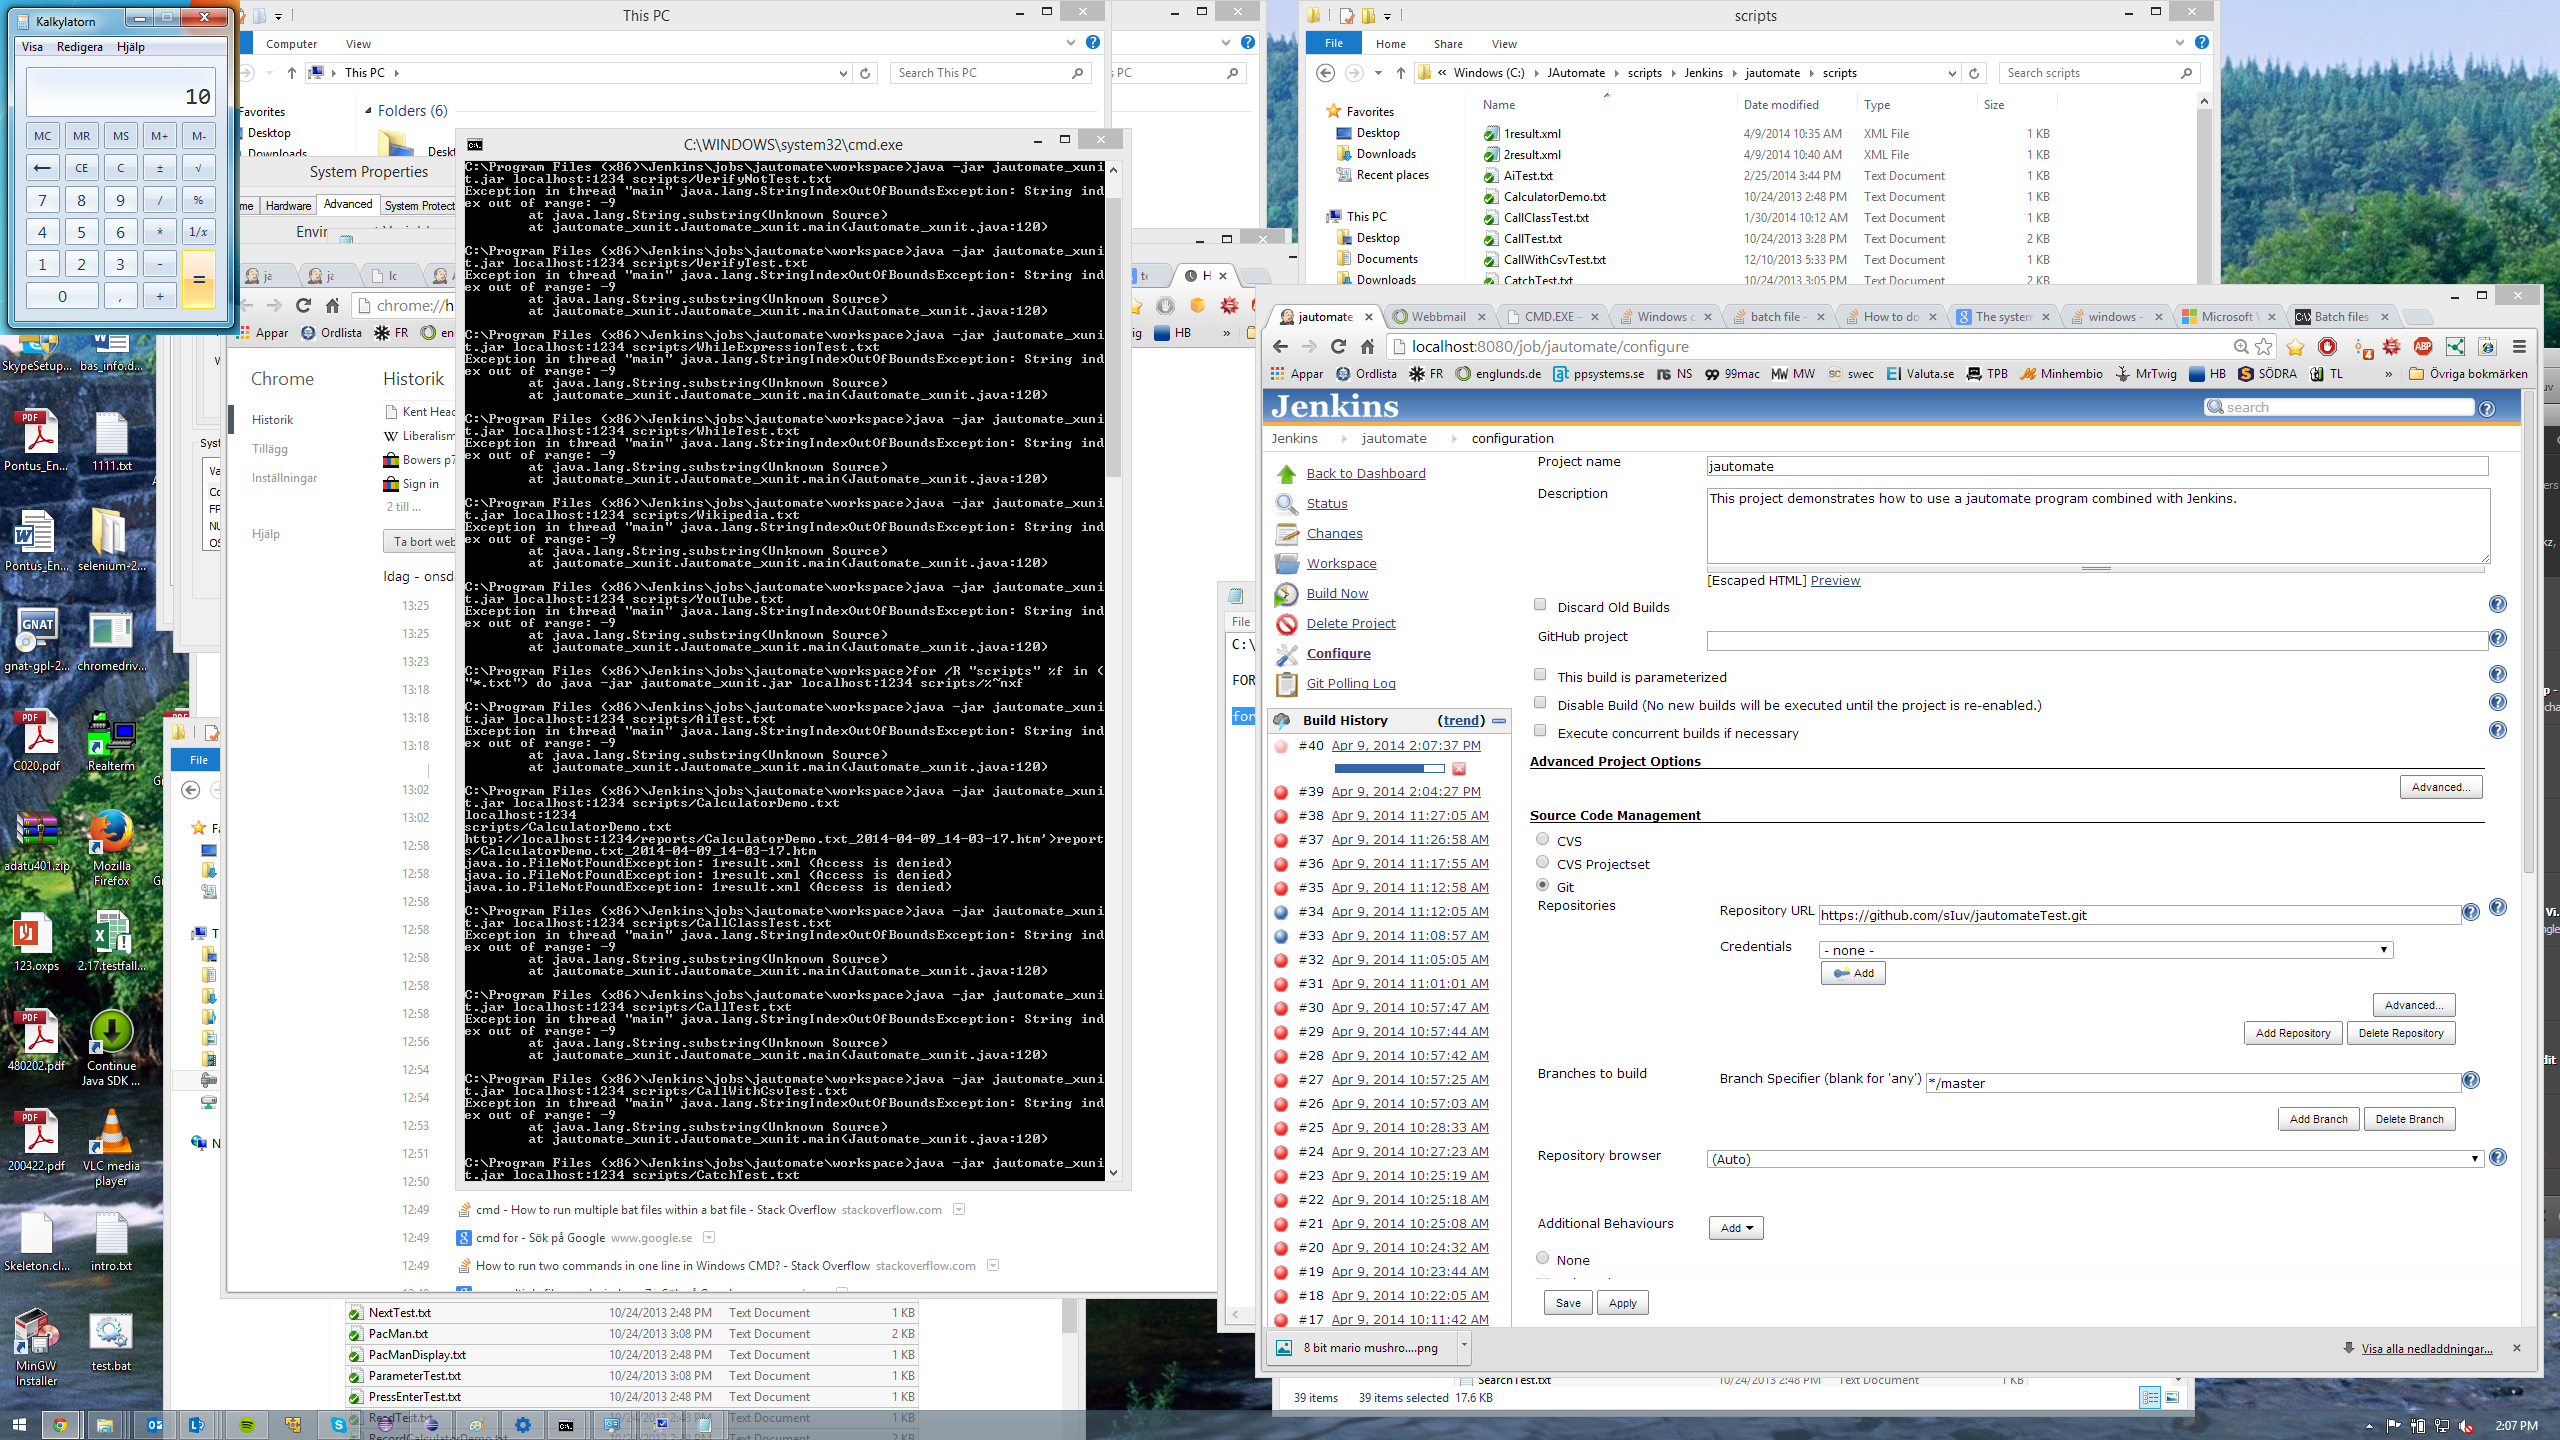 Kalkylatorn
Visa Redigera Hjälp
10
MC MR MS M+ M-
← CE C ± √
7 8 9 / %
4 5 6 * 1/x
1 2 3 - =
0 , +
This PC
Computer View
This PC
Search This PC
Favorites
Desktop
Downloads
Folders (6)
System Properties
Hardware Advanced
C:\WINDOWS\system32\cmd.exe
C:\Program Files (x86)\Jenkins\jobs\jautomate\workspace>java -jar jautomate_xuni
t.jar localhost:1234 scripts/VerifyNotTest.txt
Exception in thread "main" java.lang.StringIndexOutOfBoundsException: String ind
ex out of range: -9
at java.lang.String.substring(Unknown Source)
at jautomate_xunit.Jautomate_xunit.main(Jautomate_xunit.java:120)
C:\Program Files (x86)\Jenkins\jobs\jautomate\workspace>java -jar jautomate_xuni
t.jar localhost:1234 scripts/VerifyTest.txt
Exception in thread "main" java.lang.StringIndexOutOfBoundsException: String ind
ex out of range: -9
at java.lang.String.substring(Unknown Source)
at jautomate_xunit.Jautomate_xunit.main(Jautomate_xunit.java:120)
C:\Program Files (x86)\Jenkins\jobs\jautomate\workspace>java -jar jautomate_xuni
t.jar localhost:1234 scripts/WhileExpressionTest.txt
Exception in thread "main" java.lang.StringIndexOutOfBoundsException: String ind
ex out of range: -9
at java.lang.String.substring(Unknown Source)
at jautomate_xunit.Jautomate_xunit.main(Jautomate_xunit.java:120)
C:\Program Files (x86)\Jenkins\jobs\jautomate\workspace>java -jar jautomate_xuni
t.jar localhost:1234 scripts/WhileTest.txt
Exception in thread "main" java.lang.StringIndexOutOfBoundsException: String ind
ex out of range: -9
at java.lang.String.substring(Unknown Source)
at jautomate_xunit.Jautomate_xunit.main(Jautomate_xunit.java:120)
C:\Program Files (x86)\Jenkins\jobs\jautomate\workspace>java -jar jautomate_xuni
t.jar localhost:1234 scripts/Wikipedia.txt
Exception in thread "main" java.lang.StringIndexOutOfBoundsException: String ind
ex out of range: -9
at java.lang.String.substring(Unknown Source)
at jautomate_xunit.Jautomate_xunit.main(Jautomate_xunit.java:120)
C:\Program Files (x86)\Jenkins\jobs\jautomate\workspace>java -jar jautomate_xuni
t.jar localhost:1234 scripts/YouTube.txt
Exception in thread "main" java.lang.StringIndexOutOfBoundsException: String ind
ex out of range: -9
at java.lang.String.substring(Unknown Source)
at jautomate_xunit.Jautomate_xunit.main(Jautomate_xunit.java:120)
C:\Program Files (x86)\Jenkins\jobs\jautomate\workspace>for /R "scripts" %f in (
"*.txt") do java -jar jautomate_xunit.jar localhost:1234 scripts/%~nxf
C:\Program Files (x86)\Jenkins\jobs\jautomate\workspace>java -jar jautomate_xuni
t.jar localhost:1234 scripts/AiTest.txt
Exception in thread "main" java.lang.StringIndexOutOfBoundsException: String ind
ex out of range: -9
at java.lang.String.substring(Unknown Source)
at jautomate_xunit.Jautomate_xunit.main(Jautomate_xunit.java:120)
C:\Program Files (x86)\Jenkins\jobs\jautomate\workspace>java -jar jautomate_xuni
t.jar localhost:1234 scripts/CalculatorDemo.txt
localhost:1234
scripts/CalculatorDemo.txt
http://localhost:1234/reports/CalculatorDemo.txt_2014-04-09_14-03-17.htm'>report
s/CalculatorDemo.txt_2014-04-09_14-03-17.htm
java.io.FileNotFoundException: 1result.xml (Access is denied)
java.io.FileNotFoundException: 1result.xml (Access is denied)
java.io.FileNotFoundException: 1result.xml (Access is denied)
C:\Program Files (x86)\Jenkins\jobs\jautomate\workspace>java -jar jautomate_xuni
t.jar localhost:1234 scripts/CallClassTest.txt
Exception in thread "main" java.lang.StringIndexOutOfBoundsException: String ind
ex out of range: -9
at java.lang.String.substring(Unknown Source)
at jautomate_xunit.Jautomate_xunit.main(Jautomate_xunit.java:120)
C:\Program Files (x86)\Jenkins\jobs\jautomate\workspace>java -jar jautomate_xuni
t.jar localhost:1234 scripts/CallTest.txt
Exception in thread "main" java.lang.StringIndexOutOfBoundsException: String ind
ex out of range: -9
at java.lang.String.substring(Unknown Source)
at jautomate_xunit.Jautomate_xunit.main(Jautomate_xunit.java:120)
C:\Program Files (x86)\Jenkins\jobs\jautomate\workspace>java -jar jautomate_xuni
t.jar localhost:1234 scripts/CallWithCsvTest.txt
Exception in thread "main" java.lang.StringIndexOutOfBoundsException: String ind
ex out of range: -9
at java.lang.String.substring(Unknown Source)
at jautomate_xunit.Jautomate_xunit.main(Jautomate_xunit.java:120)
C:\Program Files (x86)\Jenkins\jobs\jautomate\workspace>java -jar jautomate_xuni
t.jar localhost:1234 scripts/CatchTest.txt
chrome://h
Appar Ordlista FR
Chrome
Historik
Tillägg
Inställningar
Hjälp
Historik
Kent Head
Liberalism
Bowers p7
Sign in
2 till ...
Ta bort web
Idag - onsda
13:25
13:25
13:23
13:18
13:18
13:18
13:02
13:02
12:58
12:58
12:58
12:58
12:58
12:58
12:58
12:56
12:54
12:54
12:53
12:51
12:50
12:49 cmd - How to run multiple bat files within a bat file - Stack Overflow stackoverflow.com
12:49 cmd for - Sök på Google www.google.se
12:49 How to run two commands in one line in Windows CMD? - Stack Overflow stackoverflow.com
NextTest.txt 10/24/2013 2:48 PM Text Document 1 KB
PacMan.txt 10/24/2013 3:08 PM Text Document 2 KB
PacManDisplay.txt 10/24/2013 2:48 PM Text Document 1 KB
ParameterTest.txt 10/24/2013 3:08 PM Text Document 1 KB
PressEnterTest.txt 10/24/2013 2:48 PM Text Document 1 KB
ReadTest.txt 10/24/2013 2:43 PM Text Document 1 KB
SkypeSetup... bas_info.d...
Pontus_En... 1111.txt
Pontus_En... selenium-2...
gnat-gpl-2... chromedriv...
C020.pdf Realterm
adatu401.zip Mozilla Firefox
123.oxps 2.17.testfall...
480202.pdf Continue Java SDK ...
200422.pdf VLC media player
Skeleton.cl... intro.txt
MinGW Installer test.bat
File
scripts
File Home Share View
Windows (C:) JAutomate scripts Jenkins jautomate scripts
Search scripts
Favorites
Desktop
Downloads
Recent places
This PC
Desktop
Documents
Downloads
Name Date modified Type Size
1result.xml 4/9/2014 10:35 AM XML File 1 KB
2result.xml 4/9/2014 10:40 AM XML File 1 KB
AiTest.txt 2/25/2014 3:44 PM Text Document 1 KB
CalculatorDemo.txt 10/24/2013 2:48 PM Text Document 1 KB
CallClassTest.txt 1/30/2014 10:12 AM Text Document 1 KB
CallTest.txt 10/24/2013 3:28 PM Text Document 2 KB
CallWithCsvTest.txt 12/10/2013 5:33 PM Text Document 1 KB
CatchTest.txt 10/24/2013 3:05 PM Text Document 1 KB
File
C:\
FOR
for
jautomate Webbmail CMD.EXE – Windows c batch file - How to do The system windows - Microsoft Batch files
localhost:8080/job/jautomate/configure
Appar Ordlista FR englunds.de ppsystems.se NS 99mac MW swec Valuta.se TPB Minhembio MrTwig HB SÖDRA TL » Övriga bokmärken
Jenkins
search
Jenkins jautomate configuration
Back to Dashboard
Status
Changes
Workspace
Build Now
Delete Project
Configure
Git Polling Log
Build History (trend)
#40 Apr 9, 2014 2:07:37 PM
#39 Apr 9, 2014 2:04:27 PM
#38 Apr 9, 2014 11:27:05 AM
#37 Apr 9, 2014 11:26:58 AM
#36 Apr 9, 2014 11:17:55 AM
#35 Apr 9, 2014 11:12:58 AM
#34 Apr 9, 2014 11:12:05 AM
#33 Apr 9, 2014 11:08:57 AM
#32 Apr 9, 2014 11:05:05 AM
#31 Apr 9, 2014 11:01:01 AM
#30 Apr 9, 2014 10:57:47 AM
#29 Apr 9, 2014 10:57:44 AM
#28 Apr 9, 2014 10:57:42 AM
#27 Apr 9, 2014 10:57:25 AM
#26 Apr 9, 2014 10:57:03 AM
#25 Apr 9, 2014 10:28:33 AM
#24 Apr 9, 2014 10:27:23 AM
#23 Apr 9, 2014 10:25:19 AM
#22 Apr 9, 2014 10:25:18 AM
#21 Apr 9, 2014 10:25:08 AM
#20 Apr 9, 2014 10:24:32 AM
#19 Apr 9, 2014 10:23:44 AM
#18 Apr 9, 2014 10:22:05 AM
#17 Apr 9, 2014 10:11:42 AM
Project name jautomate
Description This project demonstrates how to use a jautomate program combined with Jenkins.
[Escaped HTML] Preview
Discard Old Builds
GitHub project
This build is parameterized
Disable Build (No new builds will be executed until the project is re-enabled.)
Execute concurrent builds if necessary
Advanced Project Options
Advanced...
Source Code Management
CVS
CVS Projectset
Git
Repositories Repository URL https://github.com/sIuv/jautomateTest.git
Credentials - none -
Add
Advanced...
Add Repository Delete Repository
Branches to build Branch Specifier (blank for 'any') */master
Add Branch Delete Branch
Repository browser (Auto)
Additional Behaviours Add
None
Save Apply
8 bit mario mushro....png
Visa alla nedladdningar...
SearchTest.txt 10/24/2013 2:48 PM Text Document 1 KB
39 items 39 items selected 17.6 KB
2:07 PM